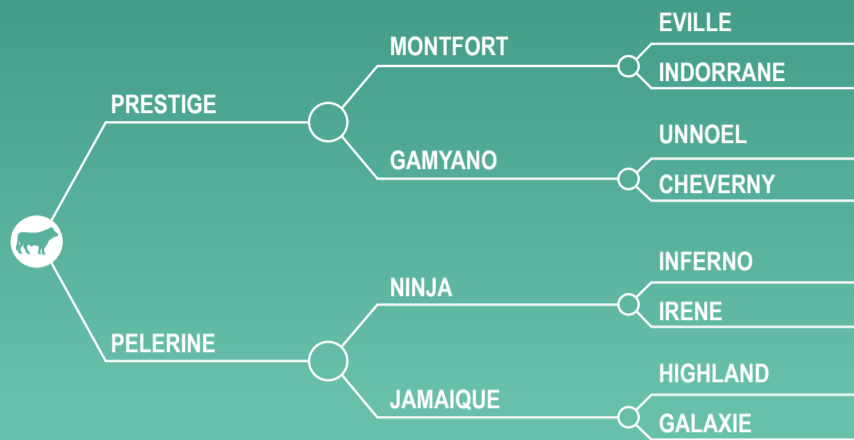 EVILLE
MONTFORT
INDORRANE
PRESTIGE
UNNOEL
GAMYANO
CHEVERNY
INFERNO
NINJA
IRENE
PELERINE
HIGHLAND
JAMAIQUE
GALAXIE